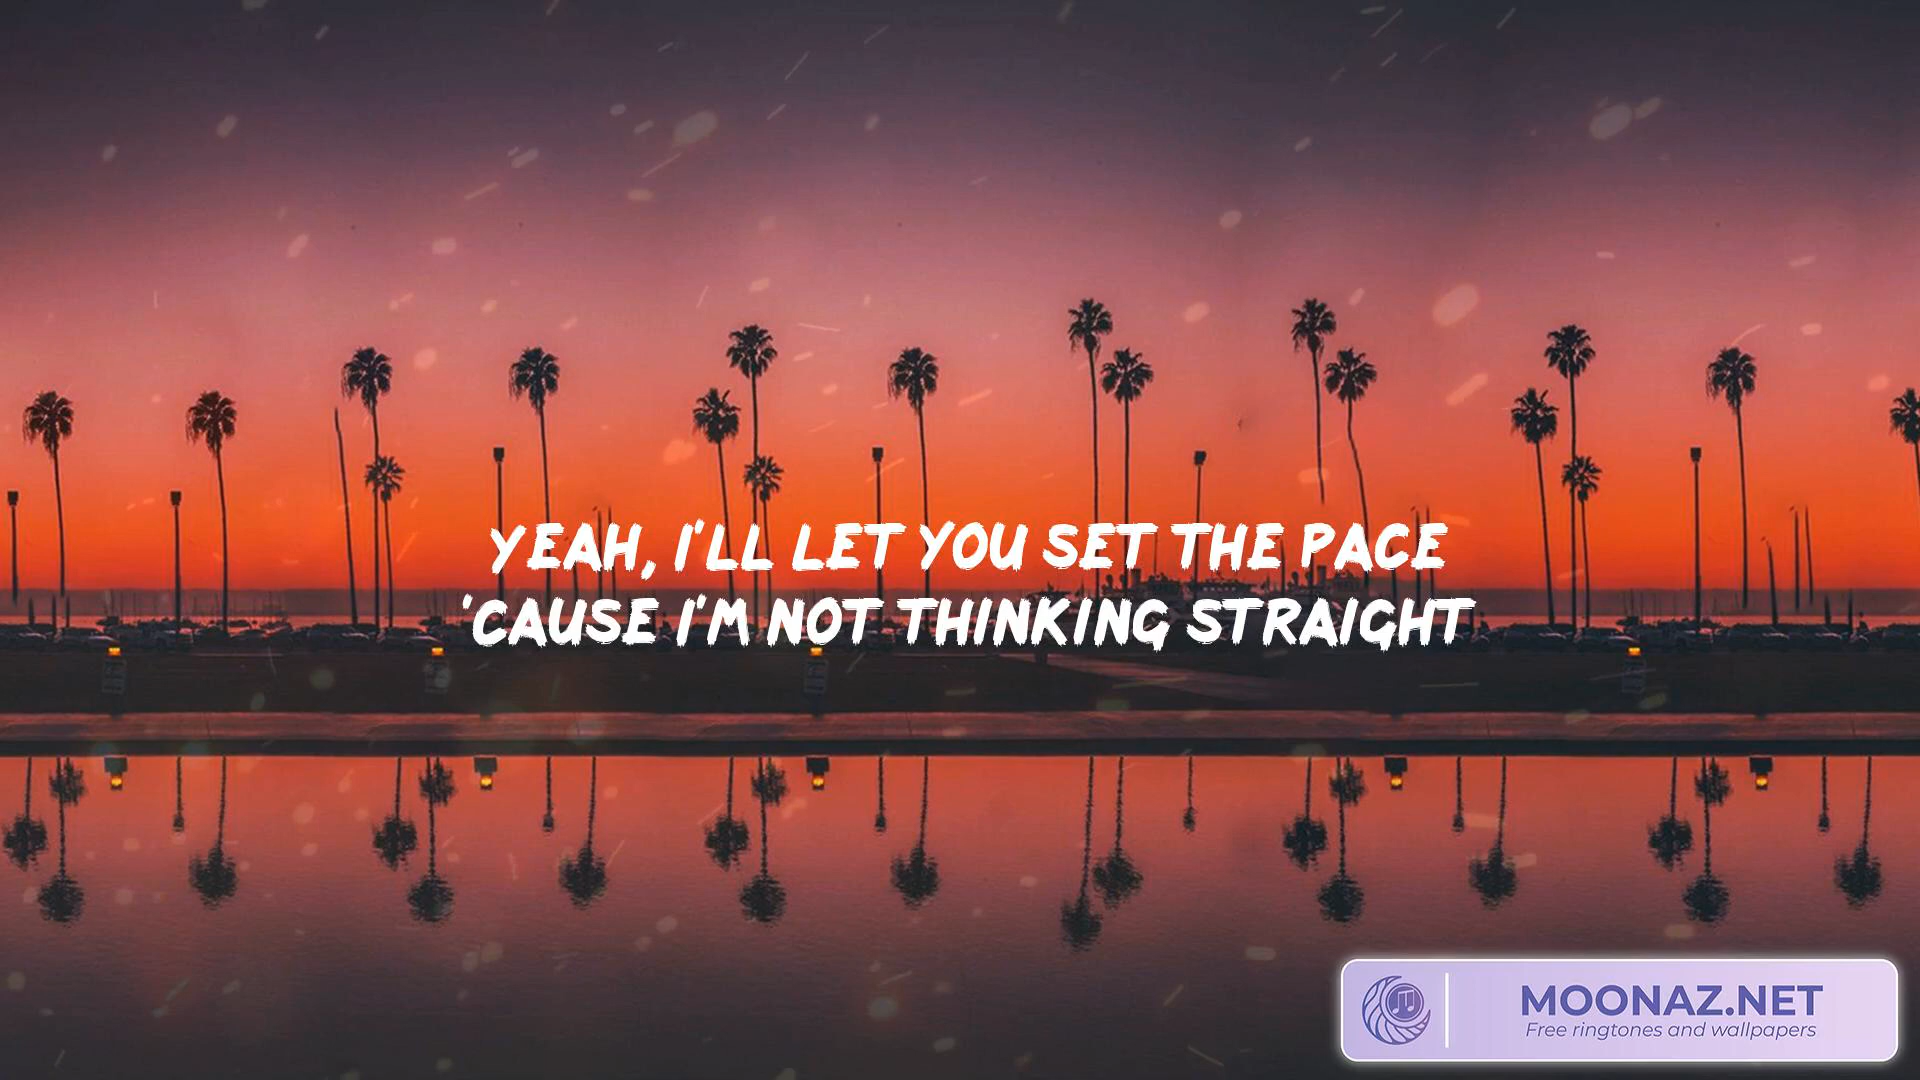 YEAH, I'LL LET YOU SET THE PACE
'CAUSE I'M NOT THINKING STRAIGHT
MOONAZ.NET
Free ringtones and wallpapers